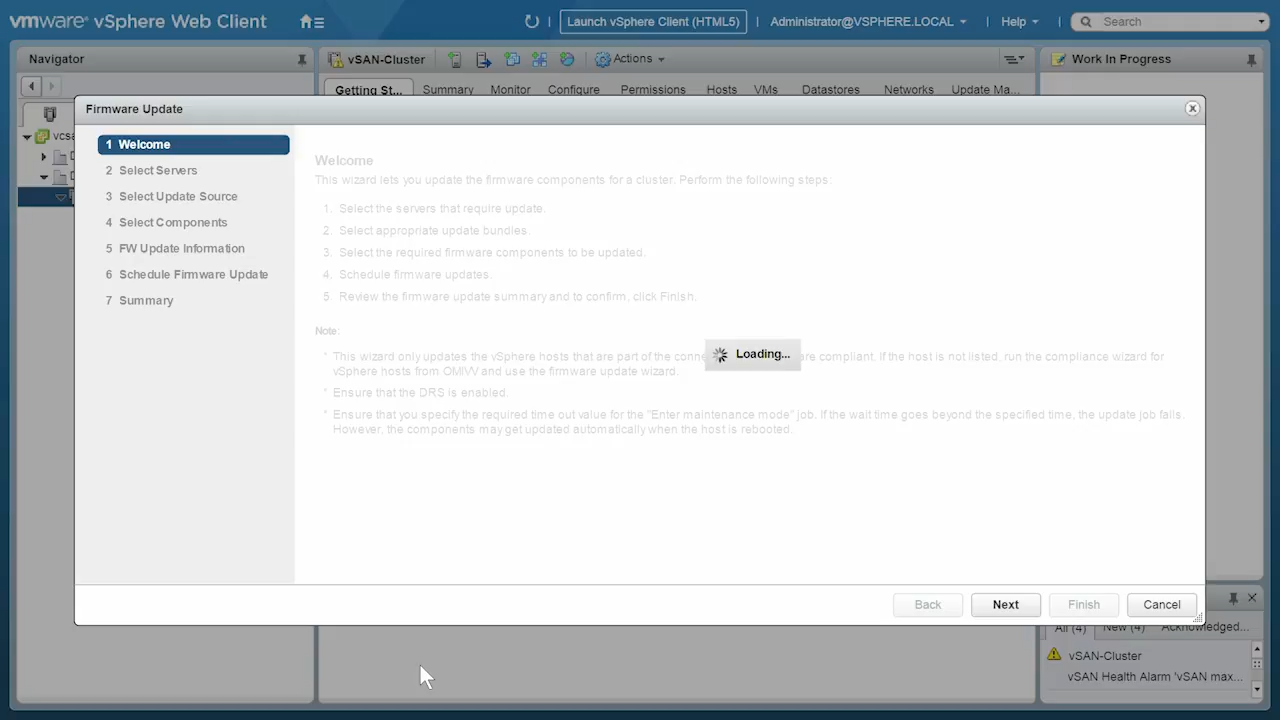 vmware® vSphere Web Client
Launch vSphere Client (HTML5)
Administrator@VSPHERE.LOCAL
Help
Search
Navigator
vSAN-Cluster
Actions
Work In Progress
Getting St...
Summary
Monitor
Configure
Permissions
Hosts
VMs
Datastores
Networks
Update Ma...
vcsa
Firmware Update
1 Welcome
2 Select Servers
3 Select Update Source
4 Select Components
5 FW Update Information
6 Schedule Firmware Update
7 Summary
Welcome
This wizard lets you update the firmware components for a cluster. Perform the following steps:
1. Select the servers that require update.
2. Select appropriate update bundles.
3. Select the required firmware components to be updated.
4. Schedule firmware updates.
5. Review the firmware update summary and to confirm, click Finish.
Note:
* This wizard only updates the vSphere hosts that are part of the conne
Loading...
are compliant. If the host is not listed, run the compliance wizard for
vSphere hosts from OMIVV and use the firmware update wizard.
* Ensure that the DRS is enabled.
* Ensure that you specify the required time out value for the "Enter maintenance mode" job. If the wait time goes beyond the specified time, the update job fails.
However, the components may get updated automatically when the host is rebooted.
Back
Next
Finish
Cancel
All (4)
New (4)
Acknowledged...
vSAN-Cluster
vSAN Health Alarm 'vSAN max...